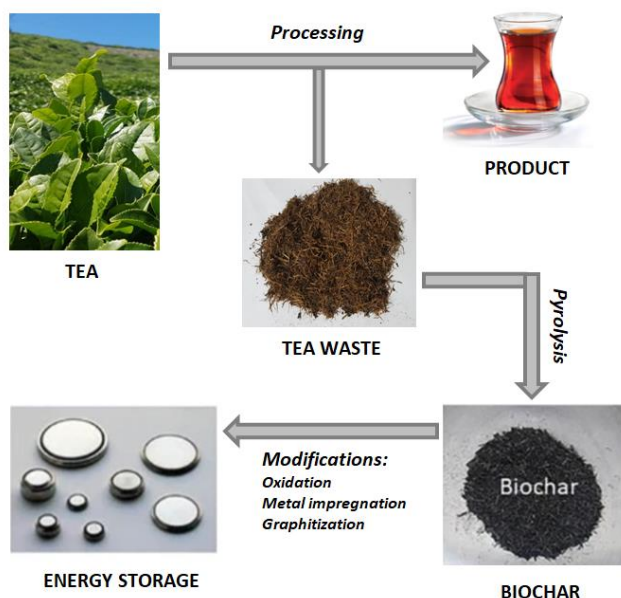 Processing
PRODUCT
TEA
TEA WASTE
Pyrolysis
Biochar
BIOCHAR
Modifications:
Oxidation
Metal impregnation
Graphitization
ENERGY STORAGE